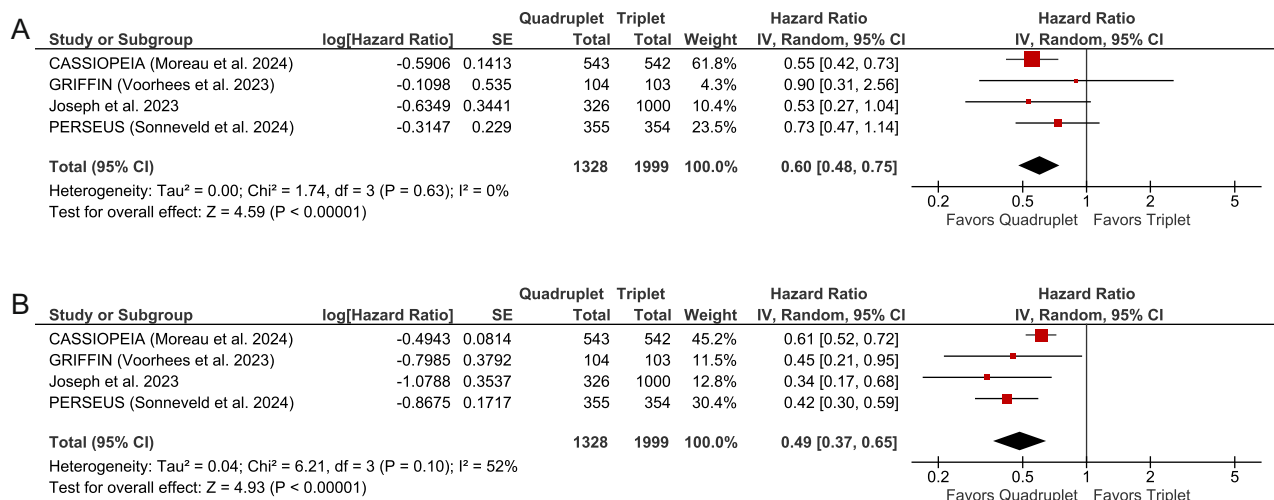 A
Quadruplet Triplet Hazard Ratio Hazard Ratio
Study or Subgroup log[Hazard Ratio] SE Total Total Weight IV, Random, 95% CI IV, Random, 95% CI
CASSIOPEIA (Moreau et al. 2024) -0.5906 0.1413 543 542 61.8% 0.55 [0.42, 0.73]
GRIFFIN (Voorhees et al. 2023) -0.1098 0.535 104 103 4.3% 0.90 [0.31, 2.56]
Joseph et al. 2023 -0.6349 0.3441 326 1000 10.4% 0.53 [0.27, 1.04]
PERSEUS (Sonneveld et al. 2024) -0.3147 0.229 355 354 23.5% 0.73 [0.47, 1.14]
Total (95% CI) 1328 1999 100.0% 0.60 [0.48, 0.75]
Heterogeneity: Tau² = 0.00; Chi² = 1.74, df = 3 (P = 0.63); I² = 0%
Test for overall effect: Z = 4.59 (P < 0.00001)
0.2 0.5 1 2 5
Favors Quadruplet Favors Triplet
B
Quadruplet Triplet Hazard Ratio Hazard Ratio
Study or Subgroup log[Hazard Ratio] SE Total Total Weight IV, Random, 95% CI IV, Random, 95% CI
CASSIOPEIA (Moreau et al. 2024) -0.4943 0.0814 543 542 45.2% 0.61 [0.52, 0.72]
GRIFFIN (Voorhees et al. 2023) -0.7985 0.3792 104 103 11.5% 0.45 [0.21, 0.95]
Joseph et al. 2023 -1.0788 0.3537 326 1000 12.8% 0.34 [0.17, 0.68]
PERSEUS (Sonneveld et al. 2024) -0.8675 0.1717 355 354 30.4% 0.42 [0.30, 0.59]
Total (95% CI) 1328 1999 100.0% 0.49 [0.37, 0.65]
Heterogeneity: Tau² = 0.04; Chi² = 6.21, df = 3 (P = 0.10); I² = 52%
Test for overall effect: Z = 4.93 (P < 0.00001)
0.2 0.5 1 2 5
Favors Quadruplet Favors Triplet